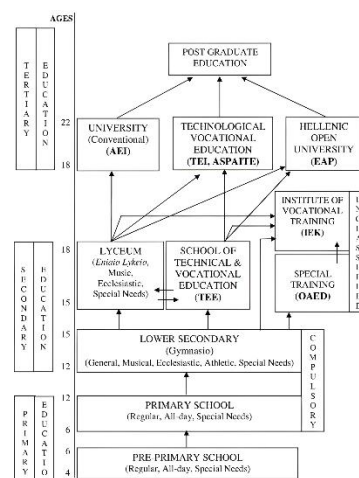 AGES
POST GRADUATE
EDUCATION
TERTIARY
EDUCATION
22
18
UNIVERSITY
(Conventional)
(AEI)
TECHNOLOGICAL
VOCATIONAL
EDUCATION
(TEI, ASPAITE)
HELLENIC
OPEN
UNIVERSITY
(EAP)
INSTITUTE OF
VOCATIONAL
TRAINING
(IEK)
SPECIAL
TRAINING
(OAED)
UNCLASSIFIED
SECONDARY
EDUCATION
18
15
LYCEUM
(Eniaio Lykeio,
Music,
Ecclesiastic,
Special Needs)
SCHOOL OF
TECHNICAL &
VOCATIONAL
EDUCATION
(TEE)
15
12
LOWER SECONDARY
(Gymnasio)
(General, Musical, Ecclesiastic, Athletic, Special Needs)
COMPULSORY
PRIMARY
EDUCATIO
12
6
PRIMARY SCHOOL
(Regular, All-day, Special Needs)
6
4
PRE-PRIMARY SCHOOL
(Regular, All-day, Special Needs)